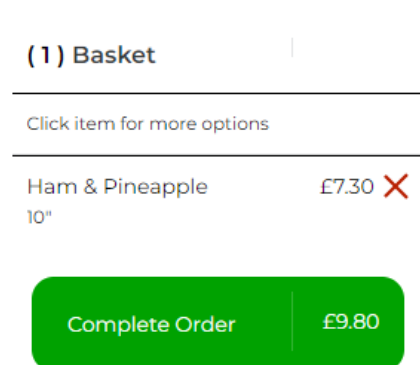 (1) Basket
Click item for more options
Ham & Pineapple £7.30
10"
Complete Order £9.80